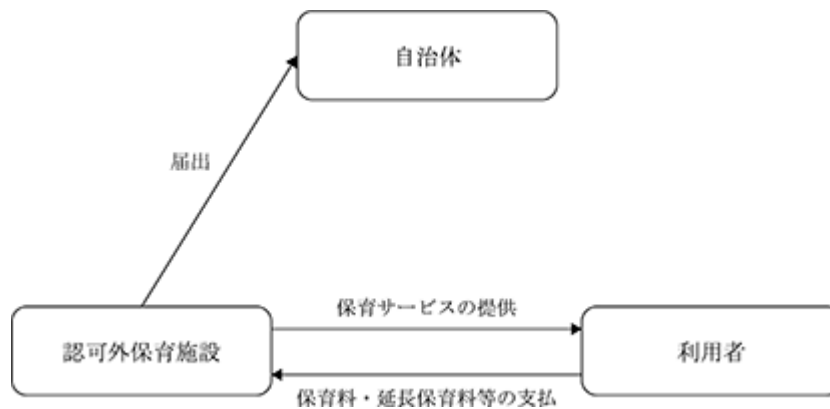 自治体
届出
保育サービスの提供
認可外保育施設
利用者
保育料・延長保育料等の支払